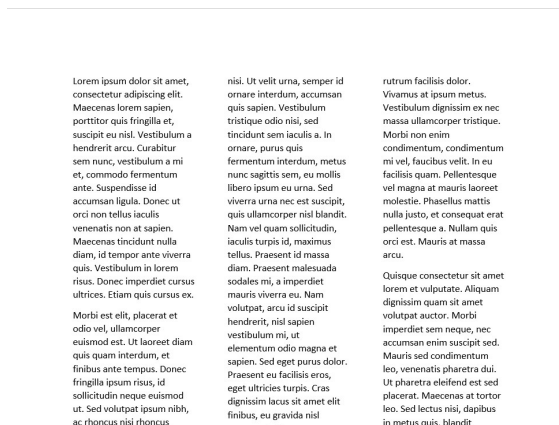 Lorem ipsum dolor sit amet,
consectetur adipiscing elit.
Maecenas lorem sapien,
porttitor quis fringilla et,
suscipit eu nisl. Vestibulum a
hendrerit arcu. Curabitur
sem nunc, vestibulum a mi
et, commodo fermentum
ante. Suspendisse id
accumsan ligula. Donec ut
orci non tellus iaculis
venenatis non at sapien.
Maecenas tincidunt nulla
diam, id tempor ante viverra
quis. Vestibulum in lorem
risus. Donec imperdiet cursus
ultrices. Etiam quis cursus ex.
Morbi est elit, placerat et
odio vel, ullamcorper
euismod est. Ut laoreet diam
quis quam interdum, et
finibus ante tempus. Donec
fringilla ipsum risus, id
sollicitudin neque euismod
ut. Sed volutpat ipsum nibh,
ac rhoncus nisi rhoncus
nisi. Ut velit urna, semper id
ornare interdum, accumsan
quis sapien. Vestibulum
tristique odio nisi, sed
tincidunt sem iaculis a. In
ornare, purus quis
fermentum interdum, metus
nunc sagittis sem, eu mollis
libero ipsum eu urna. Sed
viverra urna nec est suscipit,
quis ullamcorper nisl blandit.
Nam vel quam sollicitudin,
iaculis turpis id, maximus
tellus. Praesent id massa
diam. Praesent malesuada
sodales mi, a imperdiet
mauris viverra eu. Nam
volutpat, arcu id suscipit
hendrerit, nisl sapien
vestibulum mi, ut
elementum odio magna et
sapien. Sed eget purus dolor.
Praesent eu facilisis eros,
eget ultricies turpis. Cras
dignissim lacus sit amet elit
finibus, eu gravida nisl
rutrum facilisis dolor.
Vivamus at ipsum metus.
Vestibulum dignissim ex nec
massa ullamcorper tristique.
Morbi non enim
condimentum, condimentum
mi vel, faucibus velit. In eu
facilisis quam. Pellentesque
vel magna at mauris laoreet
molestie. Phasellus mattis
nulla justo, et consequat erat
pellentesque a. Nullam quis
orci est. Mauris at massa
arcu.
Quisque consectetur sit amet
lorem et vulputate. Aliquam
dignissim quam sit amet
volutpat auctor. Morbi
imperdiet sem neque, nec
accumsan enim suscipit sed.
Mauris sed condimentum
leo, venenatis pharetra dui.
Ut pharetra eleifend est sed
placerat. Maecenas at tortor
leo. Sed lectus nisi, dapibus
in metus quis, blandit